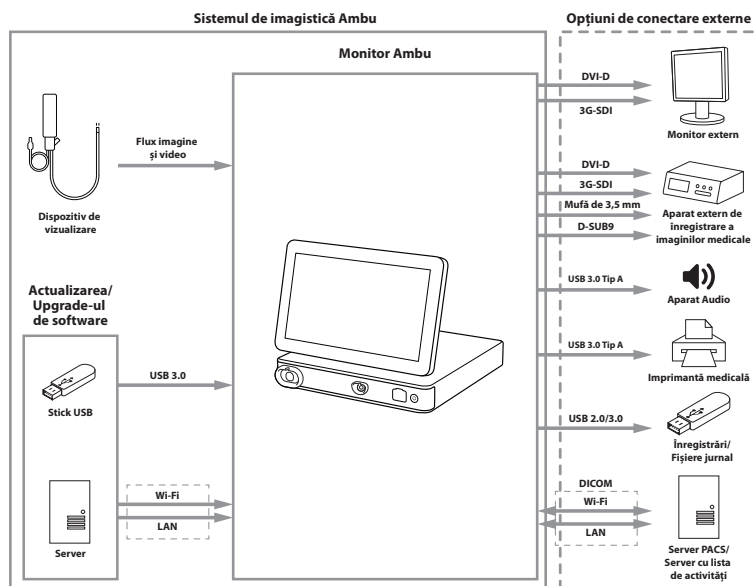 Sistemul de imagistică Ambu
Opțiuni de conectare externe
Monitor Ambu
Flux imagine
și video
Dispozitiv de
vizualizare
Actualizarea/
Upgrade-ul
de software
USB 3.0
Stick USB
Wi-Fi
LAN
Server
DVI-D
3G-SDI
Monitor extern
DVI-D
3G-SDI
Mufă de 3,5 mm
D-SUB9
Aparat extern de
înregistrare a
imaginilor medicale
USB 3.0 Tip A
Aparat Audio
USB 3.0 Tip A
Imprimantă medicală
USB 2.0/3.0
Înregistrări/
Fișiere jurnal
DICOM
Wi-Fi
LAN
Server PACS/
Server cu lista
de activități